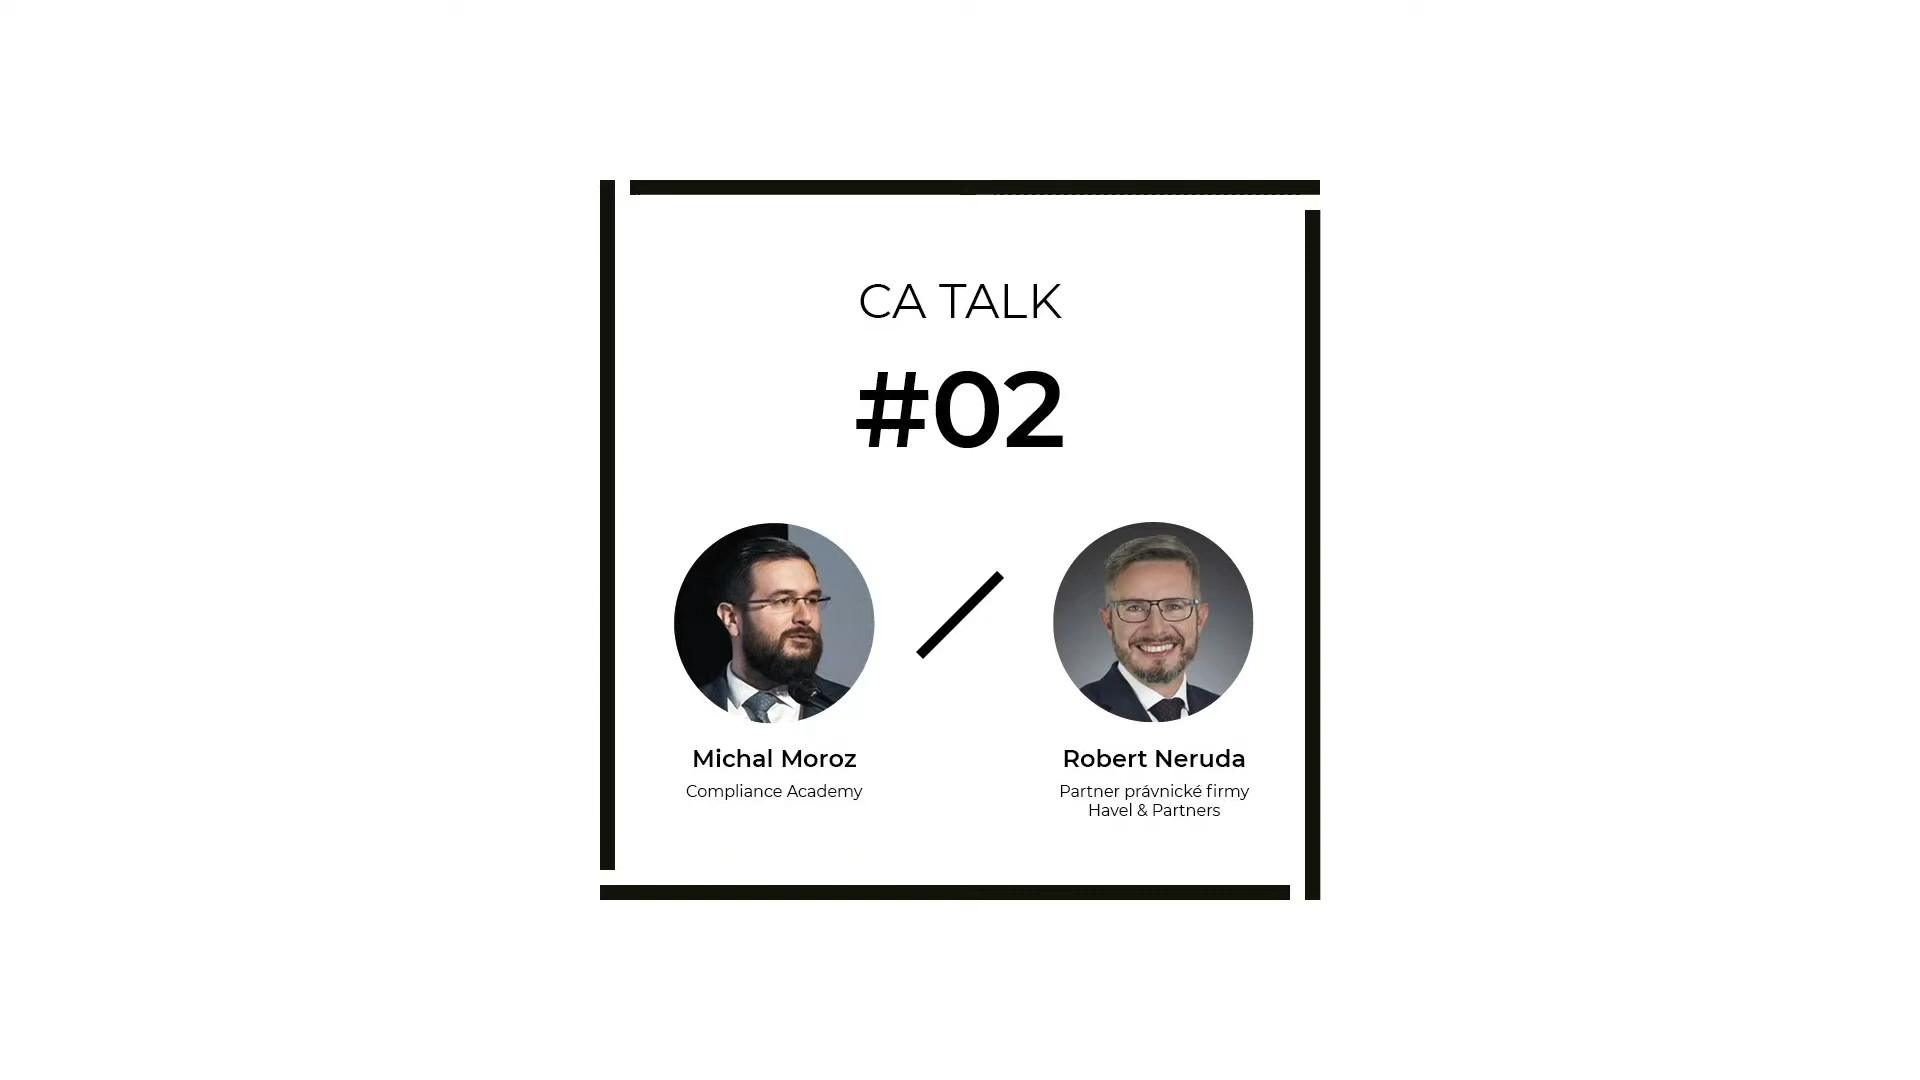 CA TALK
#02
Michal Moroz
Compliance Academy
Robert Neruda
Partner právnické firmy
Havel & Partners